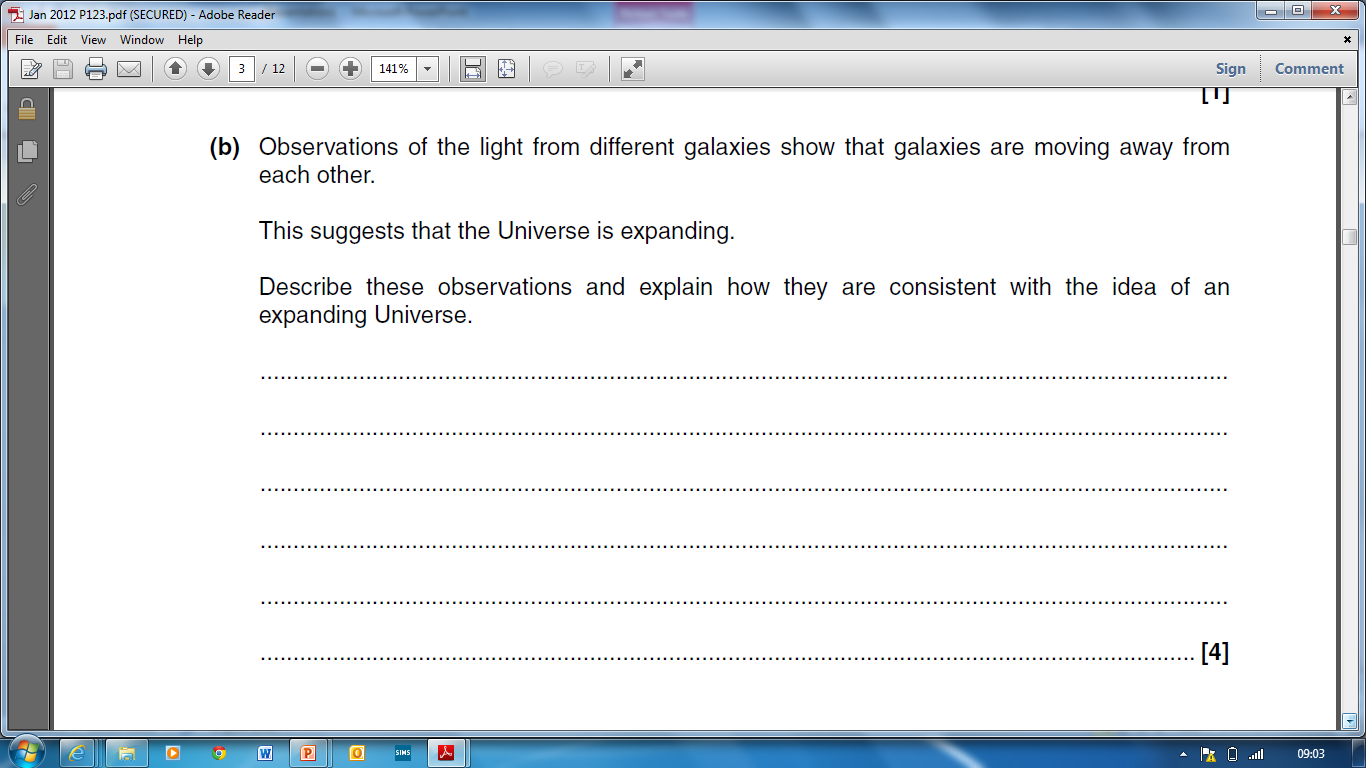 Jan 2012 P123.pdf (SECURED) - Adobe Reader
File Edit View Window Help
3 / 12 141% Sign Comment
[1]
(b) Observations of the light from different galaxies show that galaxies are moving away from
each other.
This suggests that the Universe is expanding.
Describe these observations and explain how they are consistent with the idea of an
expanding Universe.
[4]
SIMS 09:03